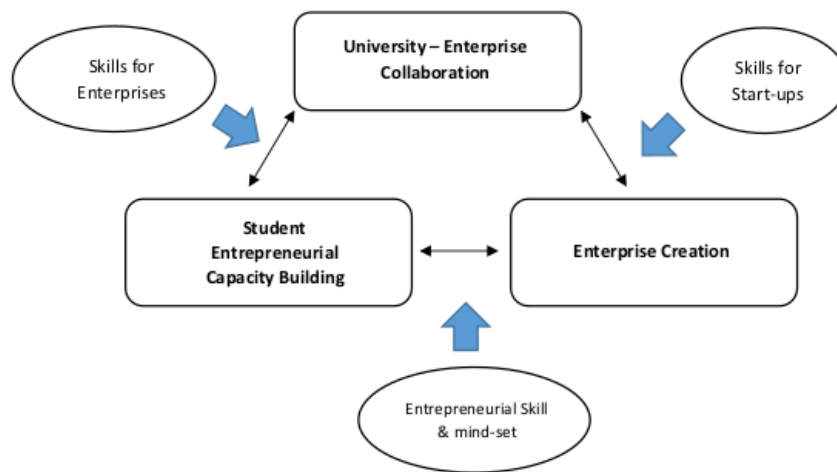 University – Enterprise
Collaboration
Skills for
Enterprises
Skills for
Start-ups
Student
Entrepreneurial
Capacity Building
Enterprise Creation
Entrepreneurial Skill
& mind-set